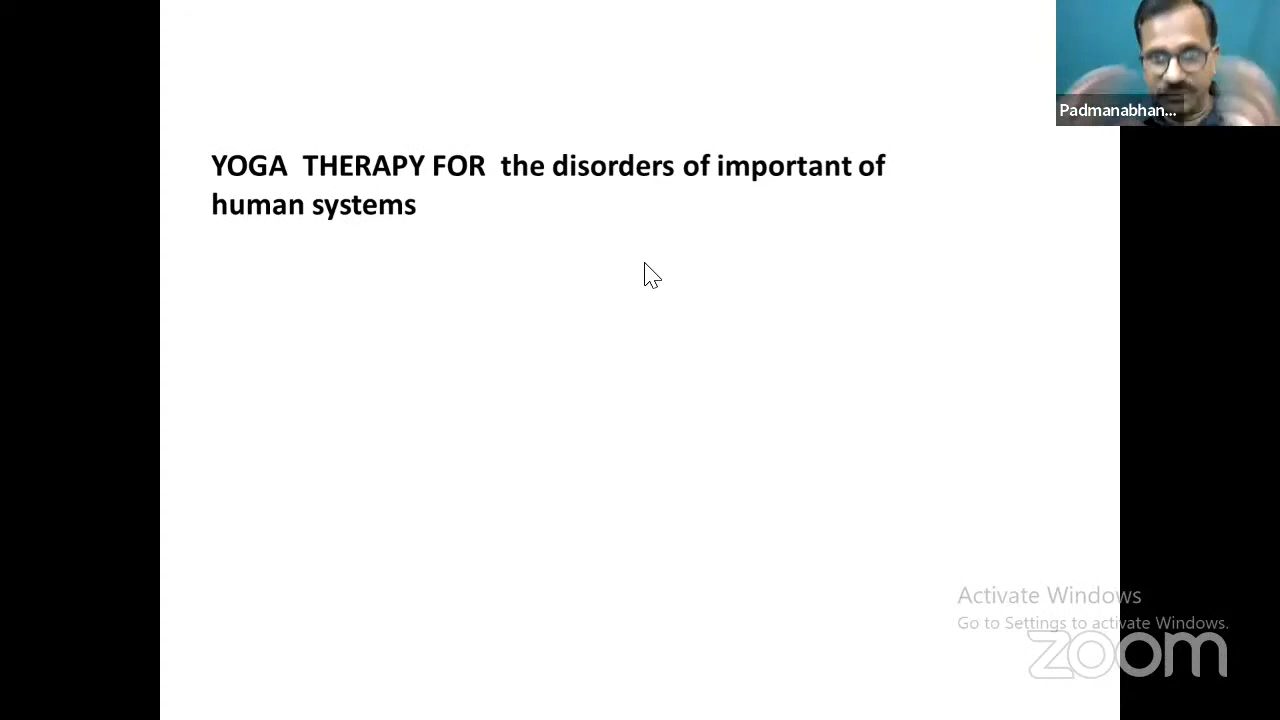 Padmanabhan...
YOGA THERAPY FOR the disorders of important of
human systems
Activate Windows
Go to Settings to activate Windows.
zoom